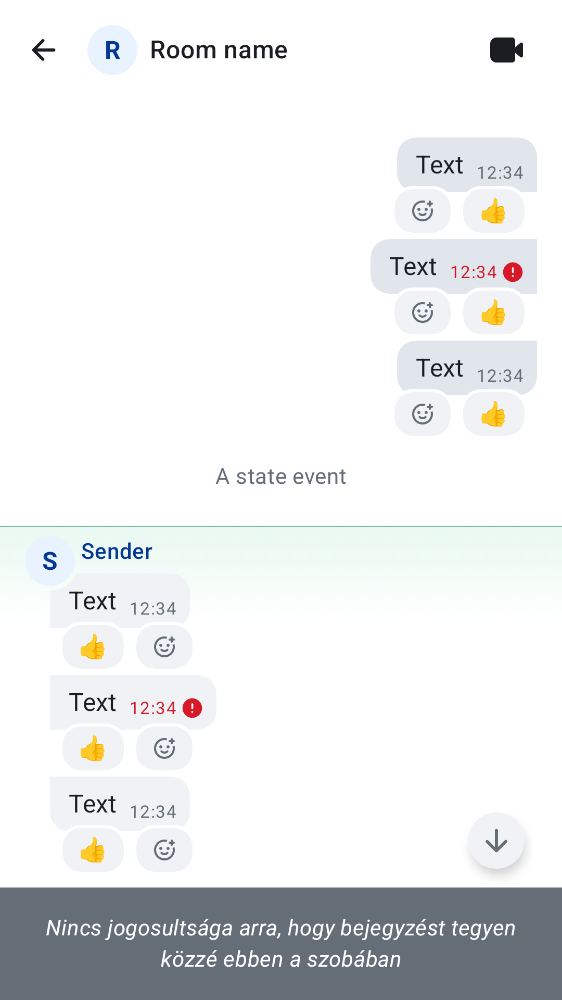 R Room name
Text 12:34
👍
Text 12:34
👍
Text 12:34
👍
A state event
S Sender
Text 12:34
👍
Text 12:34
👍
Text 12:34
👍
Nincs jogosultsága arra, hogy bejegyzést tegyen
közzé ebben a szobában